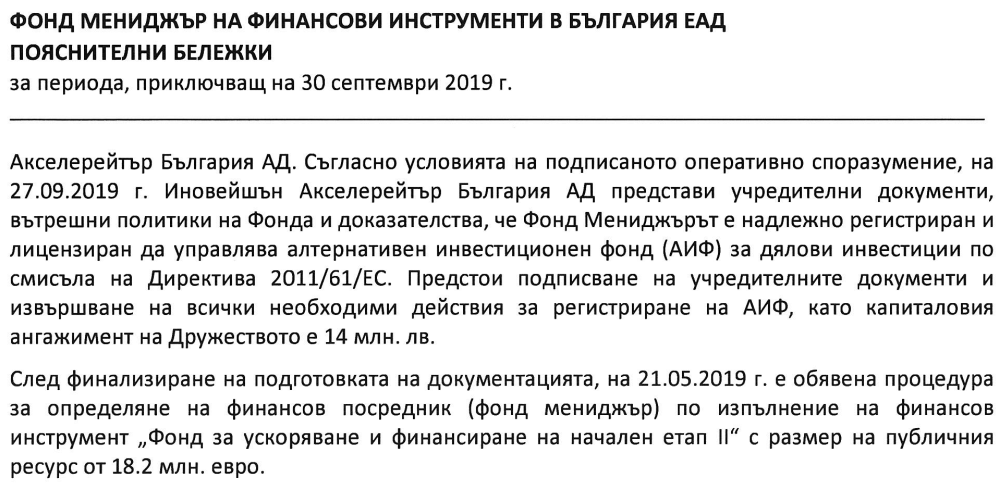 ФОНД МЕНИДЖЪР НА ФИНАНСОВИ ИНСТРУМЕНТИ В БЪЛГАРИЯ ЕАД
ПОЯСНИТЕЛНИ БЕЛЕЖКИ
за периода, приключващ на 30 септември 2019 г.
Акселерейтър България АД. Съгласно условията на подписаното оперативно споразумение, на
27.09.2019 г. Иновейшън Акселерейтър България АД представи учредителни документи,
вътрешни политики на Фонда и доказателства, че Фонд Мениджърът е надлежно регистриран и
лицензиран да управлява алтернативен инвестиционен фонд (АИФ) за дялови инвестиции по
смисъла на Директива 2011/61/ЕС. Предстои подписване на учредителните документи и
извършване на всички необходими действия за регистриране на АИФ, като капиталовия
ангажимент на Дружеството е 14 млн. лв.
След финализиране на подготовката на документацията, на 21.05.2019 г. е обявена процедура
за определяне на финансов посредник (фонд мениджър) по изпълнение на финансов
инструмент „Фонд за ускоряване и финансиране на начален етап II“ с размер на публичния
ресурс от 18.2 млн. евро.